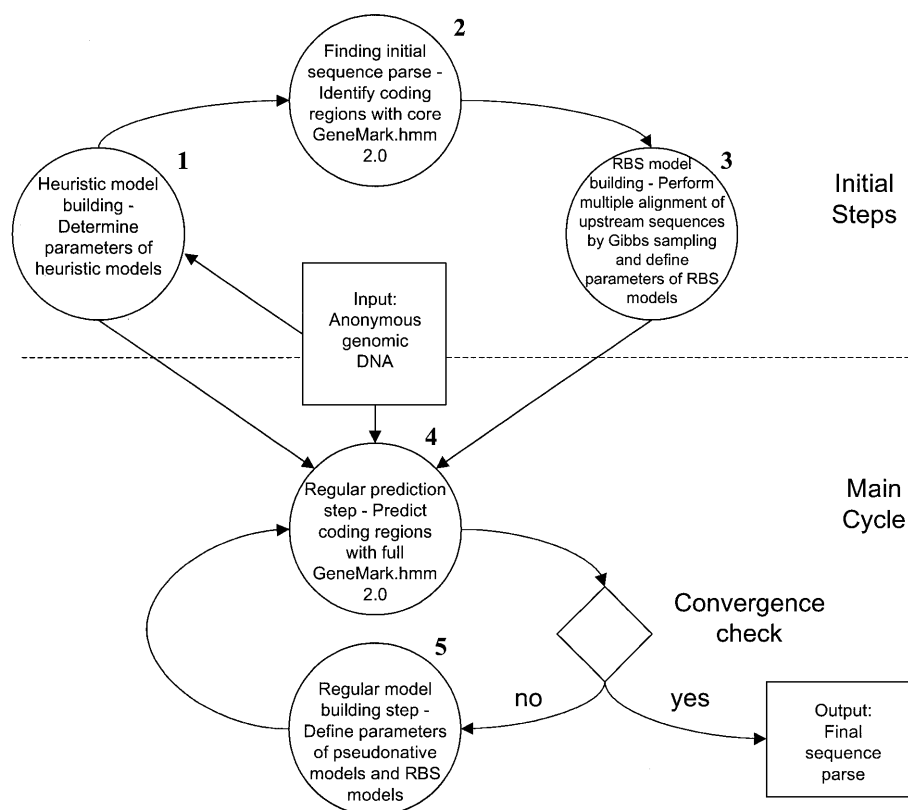 2
Finding initial
sequence parse -
Identify coding
regions with core
GeneMark.hmm
2.0
1
Heuristic model
building -
Determine
parameters of
heuristic models
3
RBS model
building - Perform
multiple alignment of
upstream sequences
by Gibbs sampling
and define
parameters of RBS
models
Initial
Steps
Input:
Anonymous
genomic
DNA
4
Regular prediction
step - Predict
coding regions
with full
GeneMark.hmm
2.0
Main
Cycle
Convergence
check
5
Regular model
building step -
Define parameters
of pseudonative
models and RBS
models
no
yes
Output:
Final
sequence
parse